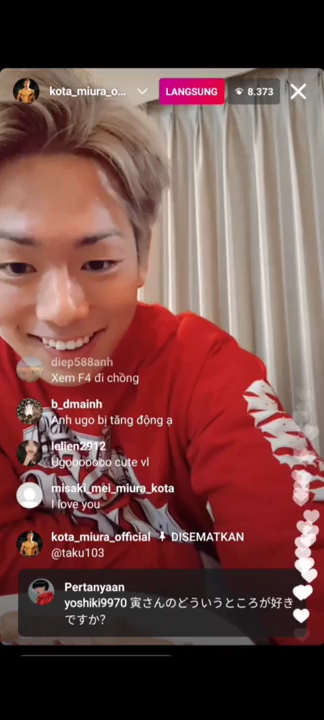 kota_miura_o...
LANGSUNG
8.373
diep588anh
Xem F4 đi chồng
b_dmainh
Anh ugo bị tăng động ạ
lelien2912
Ugooooooo cute vl
misaki_mei_miura_kota
I love you
kota_miura_official DISEMATKAN
@taku103
Pertanyaan
yoshiki9970 寅さんのどういうところが好き
ですか？